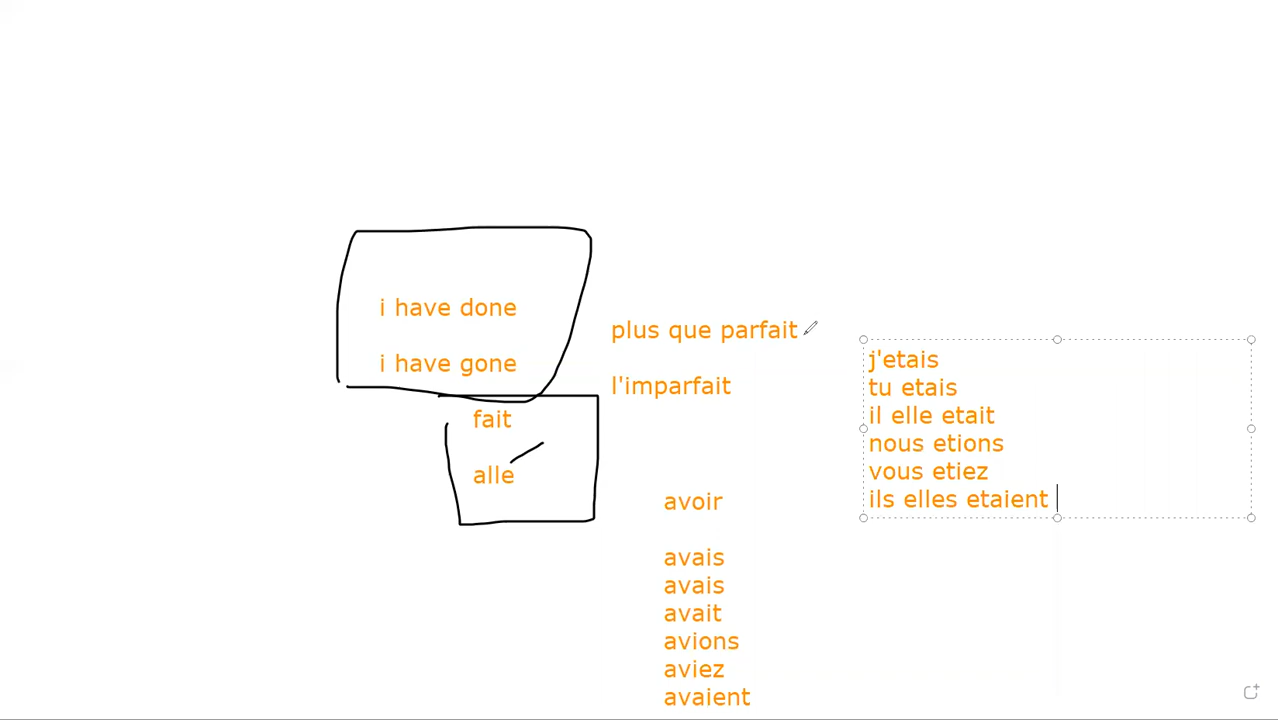 i have done
i have gone
fait
alle
plus que parfait
l'imparfait
avoir
avais
avais
avait
avions
aviez
avaient
j'etais
tu etais
il elle etait
nous etions
vous etiez
ils elles etaient